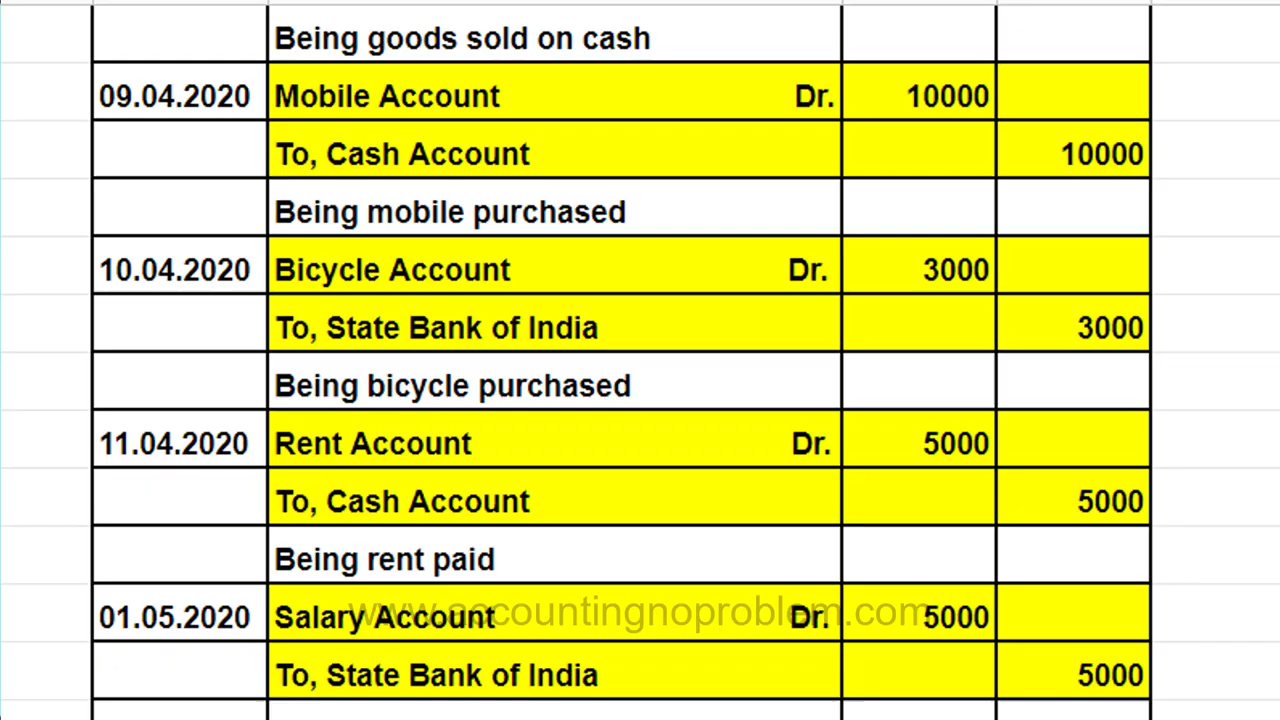 Being goods sold on cash
09.04.2020 Mobile Account Dr. 10000
To, Cash Account 10000
Being mobile purchased
10.04.2020 Bicycle Account Dr. 3000
To, State Bank of India 3000
Being bicycle purchased
11.04.2020 Rent Account Dr. 5000
To, Cash Account 5000
Being rent paid
01.05.2020 Salary Account Dr. 5000
www.accountingnoproblem.com
To, State Bank of India 5000